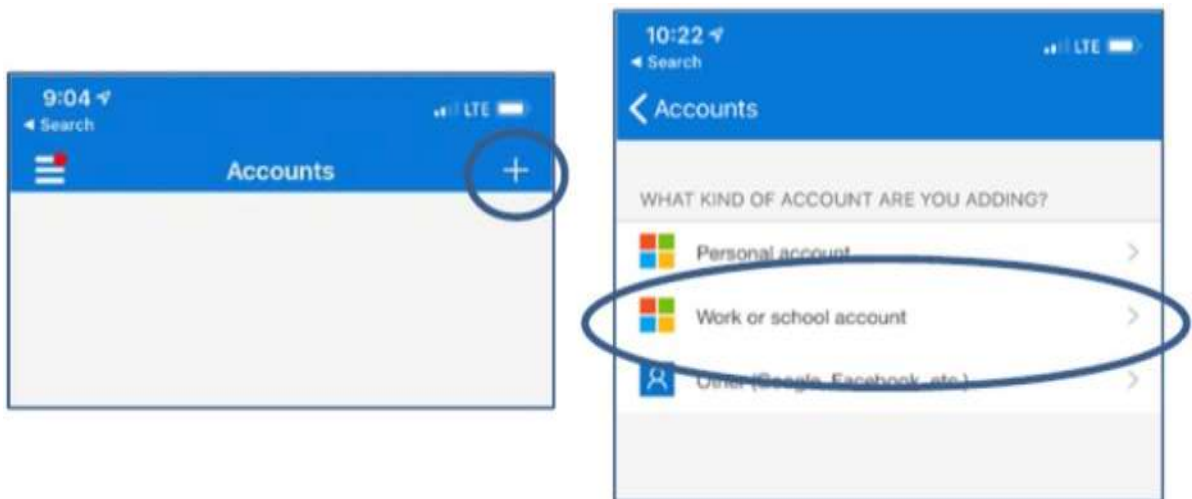 9:04
LTE
◀ Search
Accounts
+
10:22
LTE
◀ Search
Accounts
WHAT KIND OF ACCOUNT ARE YOU ADDING?
Personal account
Work or school account
Other (Google, Facebook, etc.)